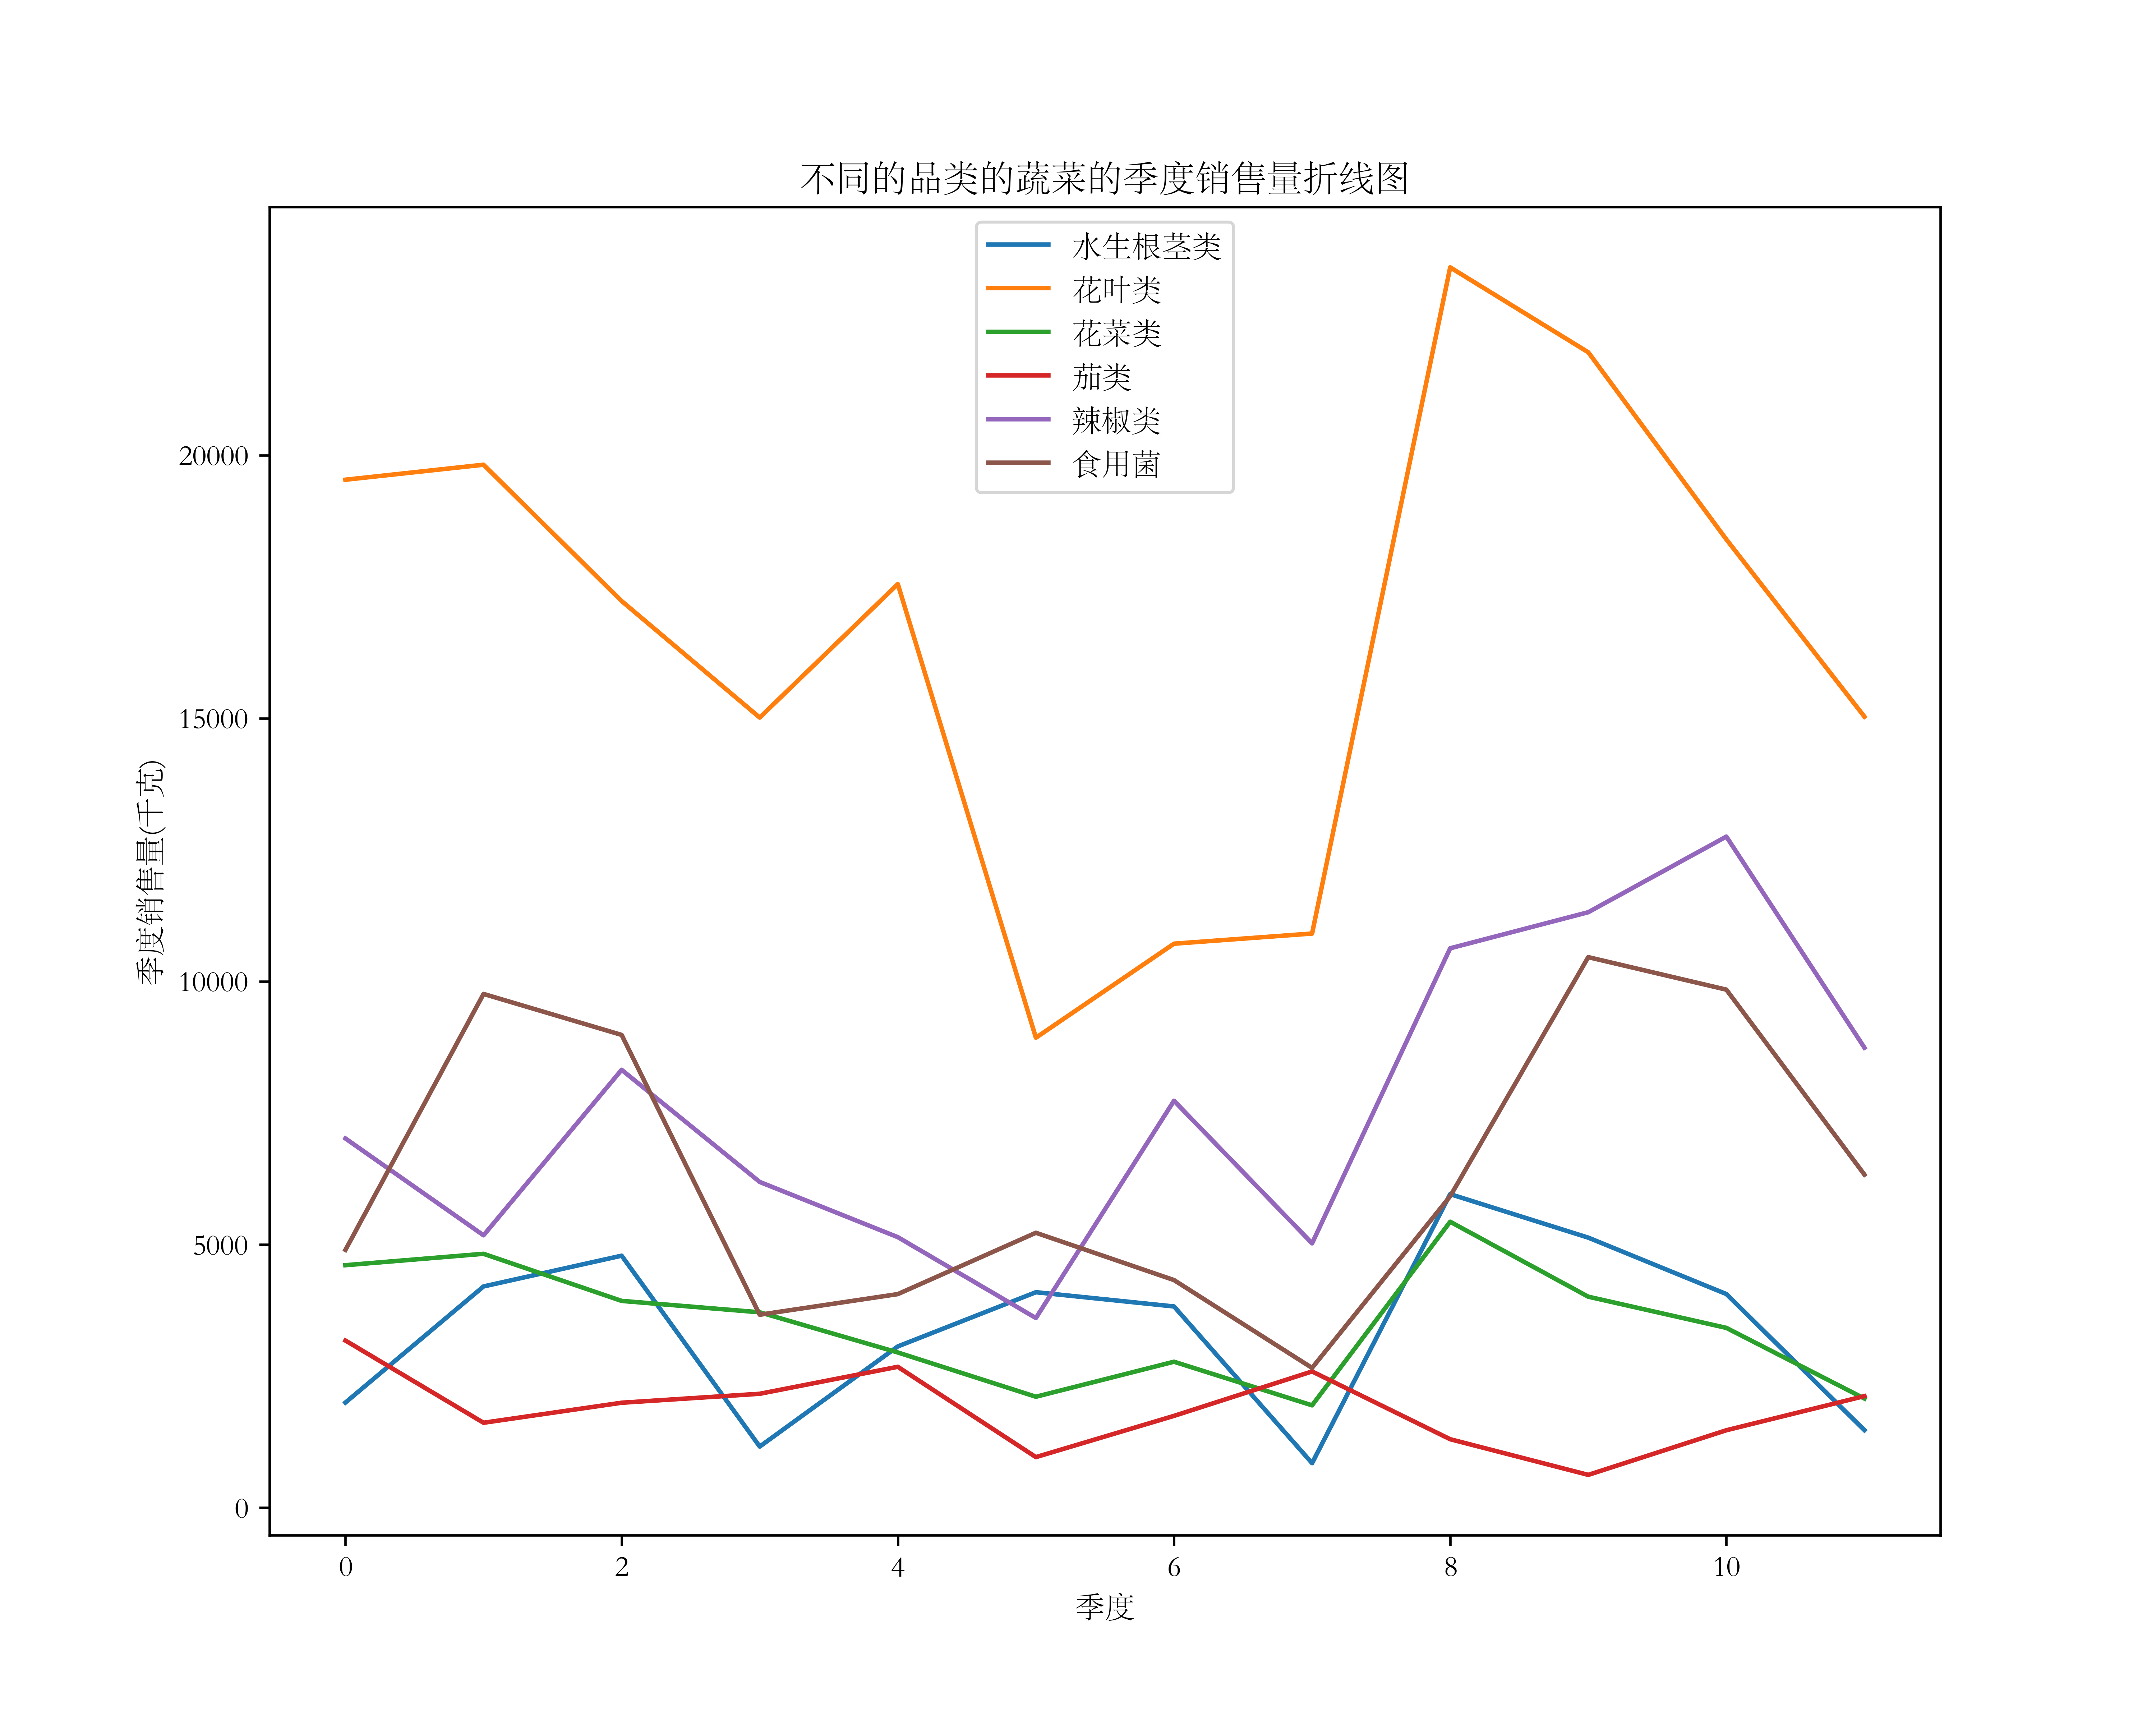 不同的品类的蔬菜的季度销售量折线图
水生根茎类
花叶类
花菜类
茄类
辣椒类
食用菌
季度销售量(千克)
20000
15000
10000
5000
0
0 2 4 6 8 10
季度